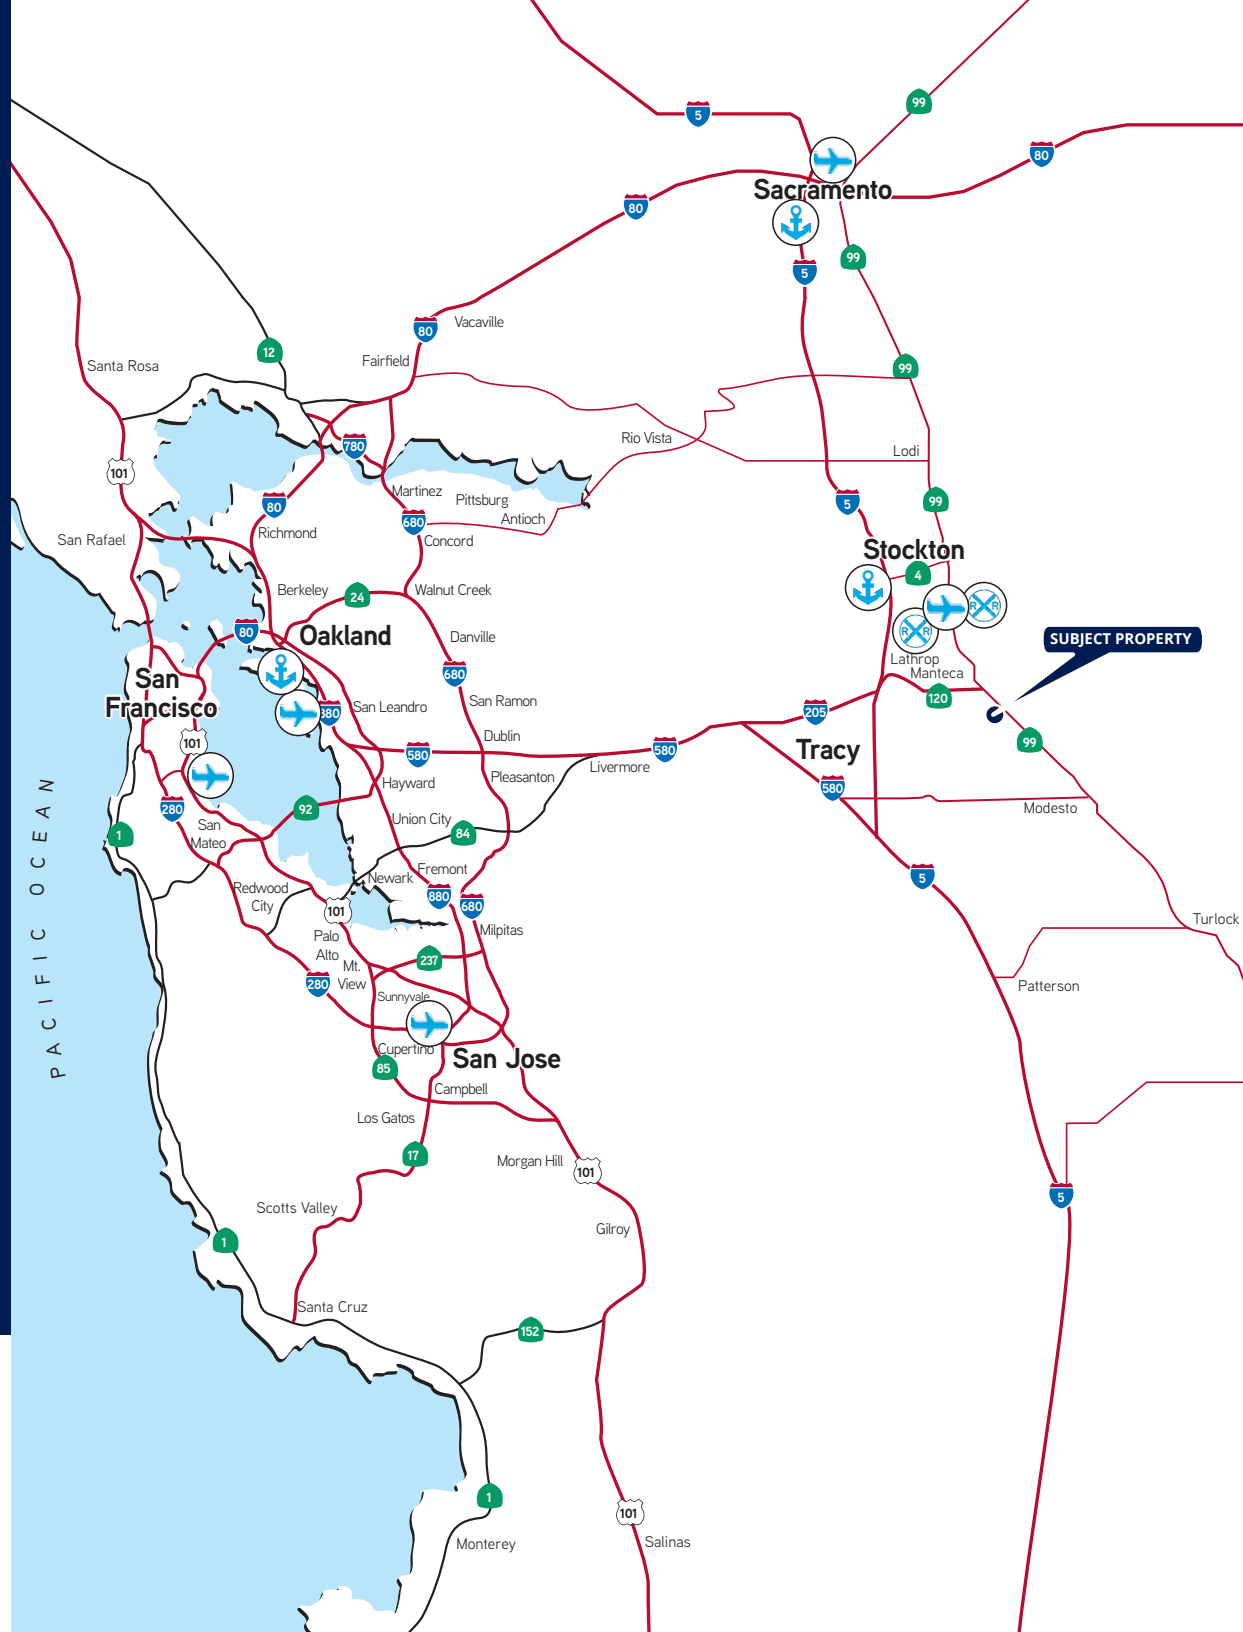 99
5
80
Sacramento
80
99
5
Vacaville
80
12
Fairfield
Santa Rosa
99
Rio Vista
780
Lodi
101
Martinez
Pittsburg
80
5
99
Antioch
680
Richmond
San Rafael
Concord
Stockton
4
Berkeley
24
Walnut Creek
R R
R R
80
Oakland
Danville
SUBJECT PROPERTY
Lathrop
680
Manteca
San
Francisco
San Ramon
120
San Leandro
880
205
101
Dublin
99
580
580
Tracy
Livermore
Pleasanton
Hayward
580
280
92
Modesto
Union City
1
San
Mateo
84
Fremont
Newark
5
Redwood
City
880
680
101
Turlock
Milpitas
Palo
Alto
237
Mt.
View
280
Patterson
Sunnyvale
PACIFIC OCEAN
Cupertino
San Jose
85
Campbell
Los Gatos
17
Morgan Hill
101
5
Scotts Valley
Gilroy
1
Santa Cruz
152
1
101
Monterey
Salinas